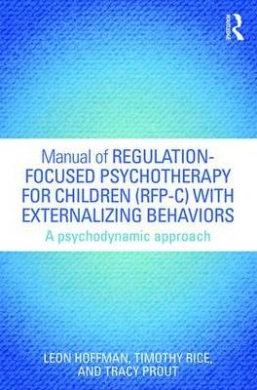 Routledge
Manual of REGULATION-
FOCUSED PSYCHOTHERAPY
FOR CHILDREN (RFP-C) WITH
EXTERNALIZING BEHAVIORS
A psychodynamic approach
LEON HOFFMAN, TIMOTHY RICE,
AND TRACY PROUT